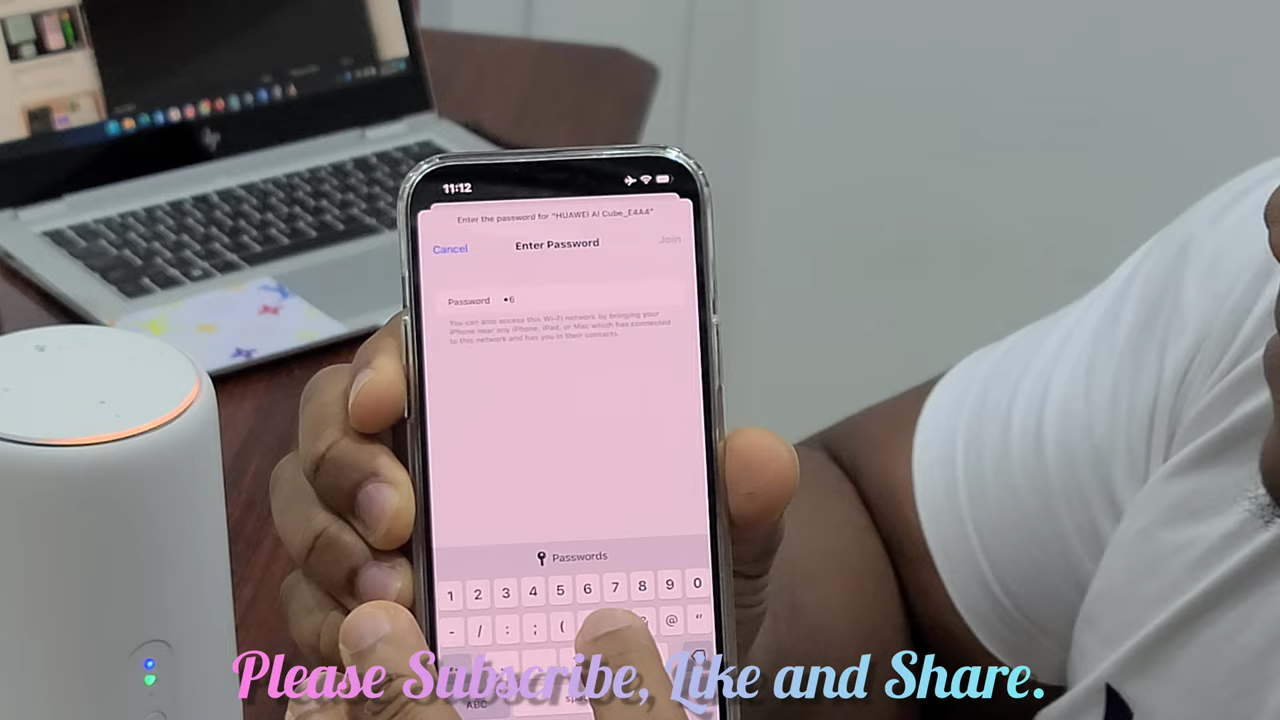 11:12
Enter the password for "HUAWEI AI Cube_E4A4"
Cancel Enter Password Join
Password •6
You can also access this Wi-Fi network by bringing your
iPhone near any iPhone, iPad, or Mac which has connected
to this network and has you in their contacts.
Passwords
1 2 3 4 5 6 7 8 9 0
- / : ; ( & @ "
ABC
Please Subscribe, Like and Share.